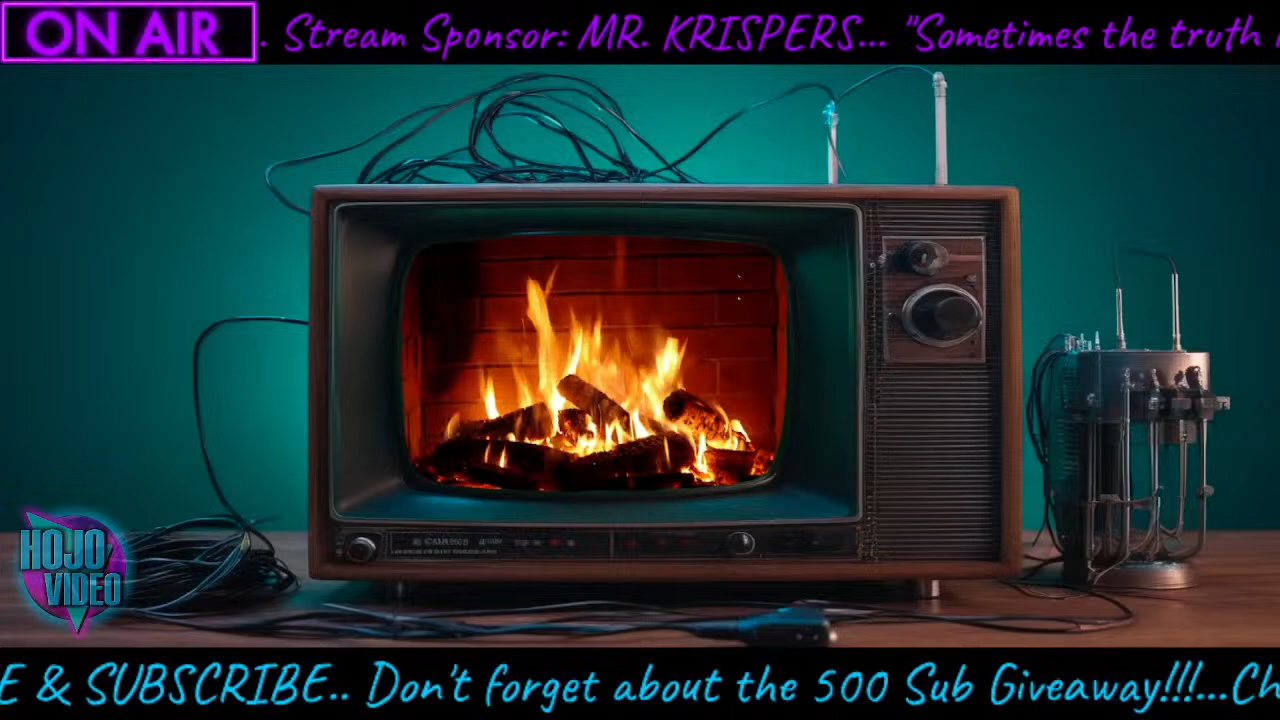 ON AIR
. Stream Sponsor: MR. KRISPERS... "Sometimes the truth
HOJO
VIDEO
E & SUBSCRIBE.. Don't forget about the 500 Sub Giveaway!!!...Ch